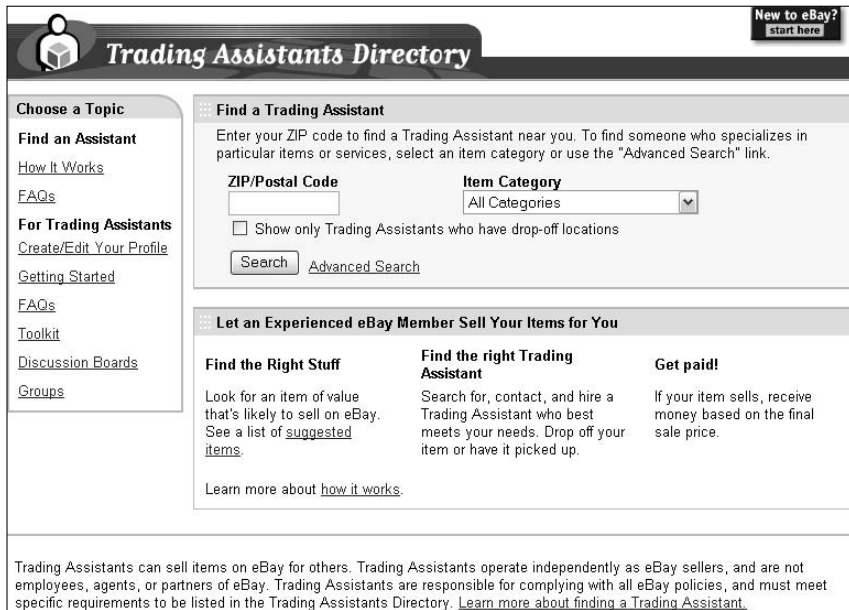 New to eBay?
start here
Trading Assistants Directory
Choose a Topic
Find an Assistant
How It Works
FAQs
For Trading Assistants
Create/Edit Your Profile
Getting Started
FAQs
Toolkit
Discussion Boards
Groups
Find a Trading Assistant
Enter your ZIP code to find a Trading Assistant near you. To find someone who specializes in
particular items or services, select an item category or use the "Advanced Search" link.
ZIP/Postal Code
Item Category
All Categories
Show only Trading Assistants who have drop-off locations
Search
Advanced Search
Let an Experienced eBay Member Sell Your Items for You
Find the Right Stuff
Look for an item of value
that's likely to sell on eBay.
See a list of suggested
items.
Find the right Trading
Assistant
Search for, contact, and hire a
Trading Assistant who best
meets your needs. Drop off your
item or have it picked up.
Get paid!
If your item sells, receive
money based on the final
sale price.
Learn more about how it works.
Trading Assistants can sell items on eBay for others. Trading Assistants operate independently as eBay sellers, and are not
employees, agents, or partners of eBay. Trading Assistants are responsible for complying with all eBay policies, and must meet
specific requirements to be listed in the Trading Assistants Directory. Learn more about finding a Trading Assistant.